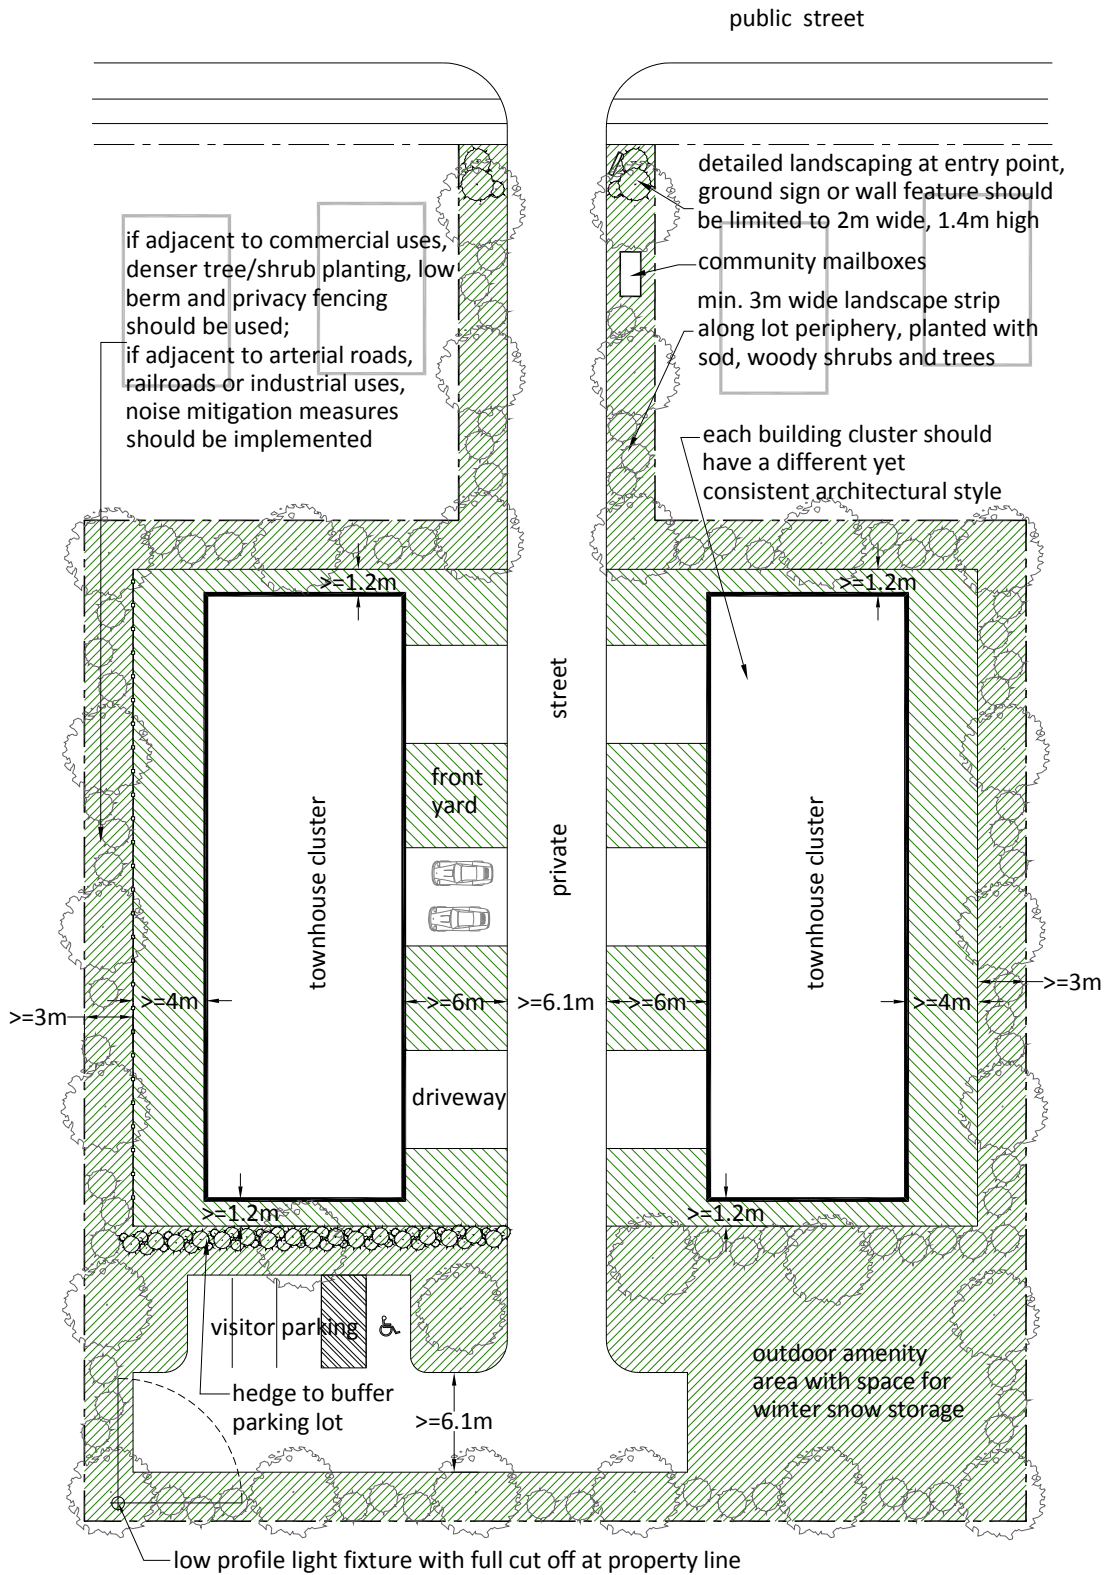 public street
detailed landscaping at entry point,
ground sign or wall feature should
be limited to 2m wide, 1.4m high
if adjacent to commercial uses,
denser tree/shrub planting, low
berm and privacy fencing
should be used;
if adjacent to arterial roads,
railroads or industrial uses,
noise mitigation measures
should be implemented
community mailboxes
min. 3m wide landscape strip
along lot periphery, planted with
sod, woody shrubs and trees
each building cluster should
have a different yet
consistent architectural style
>=1.2m
>=1.2m
private street
front
yard
townhouse cluster
townhouse cluster
>=3m
>=4m
>=6m
>=6.1m
>=6m
>=4m
>=3m
driveway
>=1.2m
>=1.2m
visitor parking
hedge to buffer
parking lot
>=6.1m
outdoor amenity
area with space for
winter snow storage
low profile light fixture with full cut off at property line